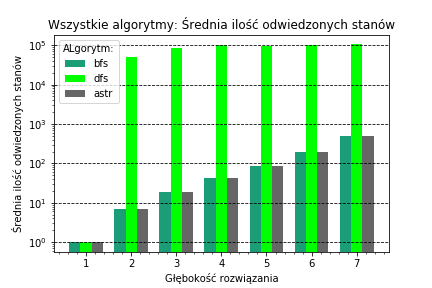 Wszystkie algorytmy: Średnia ilość odwiedzonych stanów
ALgorytm:
bfs
dfs
astr
Średnia ilość odwiedzonych stanów
10⁵
10⁴
10³
10²
10¹
10⁰
1 2 3 4 5 6 7
Głębokość rozwiązania